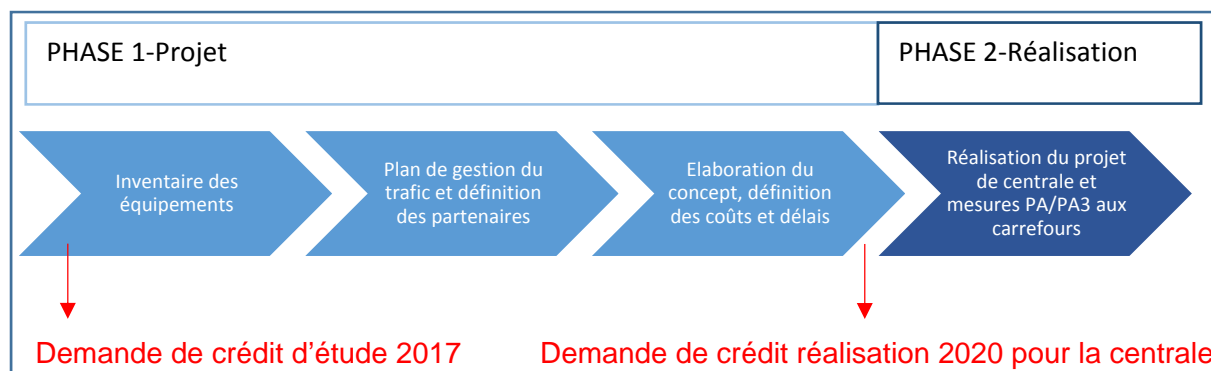 PHASE 1-Projet
PHASE 2-Réalisation
Inventaire des
équipements
Plan de gestion du
trafic et définition
des partenaires
Elaboration du
concept, définition
des coûts et délais
Réalisation du projet
de centrale et
mesures PA/PA3 aux
carrefours
Demande de crédit d’étude 2017
Demande de crédit réalisation 2020 pour la centrale